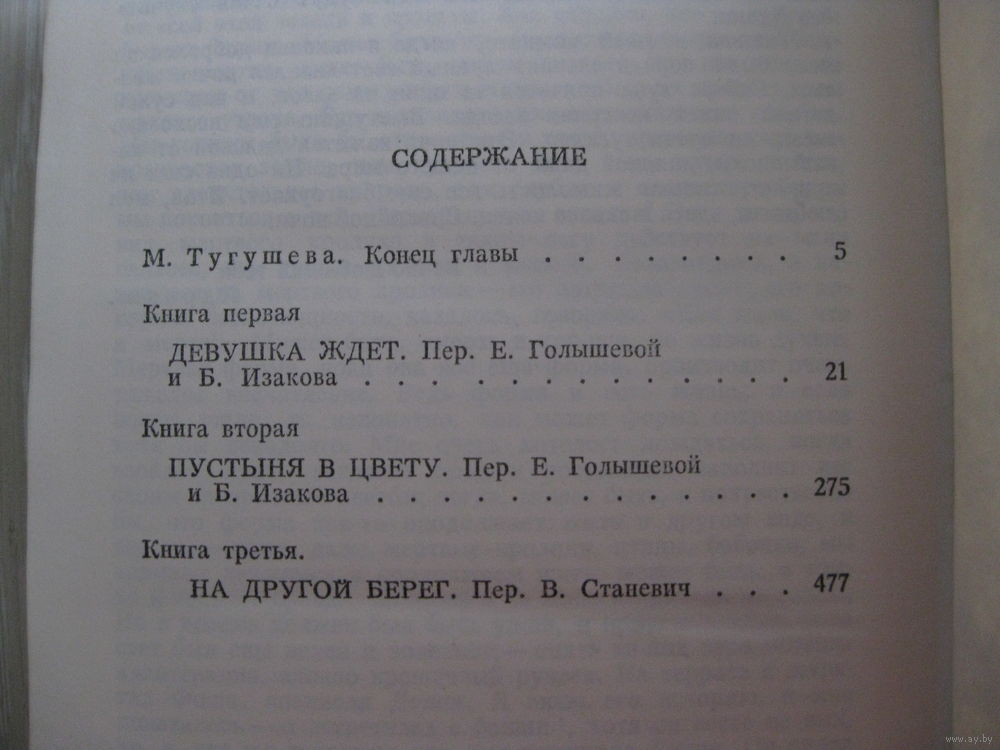 СОДЕРЖАНИЕ
М. Тугушева. Конец главы . . . . . . . . 5
Книга первая
ДЕВУШКА ЖДЕТ. Пер. Е. Голышевой
и Б. Изакова . . . . . . . . . . . . . . 21
Книга вторая
ПУСТЫНЯ В ЦВЕТУ. Пер. Е. Голышевой
и Б. Изакова . . . . . . . . . . . . . 275
Книга третья.
НА ДРУГОЙ БЕРЕГ. Пер. В. Станевич . . . 477
www.ay.by